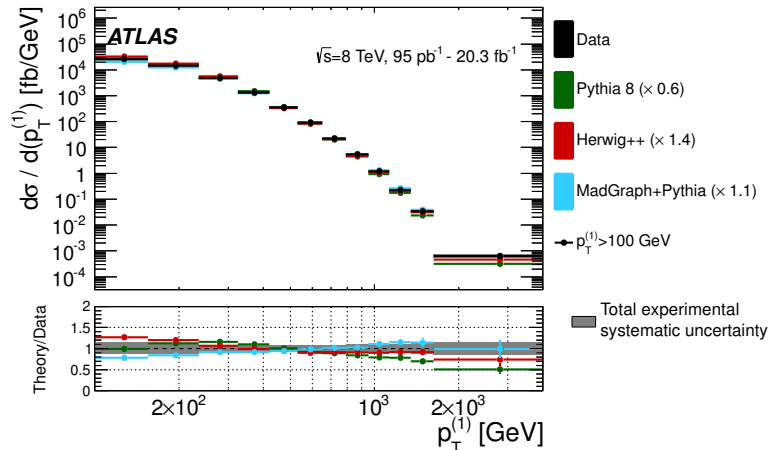 ATLAS
√s=8 TeV, 95 pb⁻¹ - 20.3 fb⁻¹
dσ / d(p_T^(1)) [fb/GeV]
10⁶
10⁵
10⁴
10³
10²
10
1
10⁻¹
10⁻²
10⁻³
10⁻⁴
Data
Pythia 8 (× 0.6)
Herwig++ (× 1.4)
MadGraph+Pythia (× 1.1)
p_T^(1)>100 GeV
Theory/Data
2
1.5
1
0.5
0
Total experimental
systematic uncertainty
2×10² 10³ 2×10³
p_T^(1) [GeV]